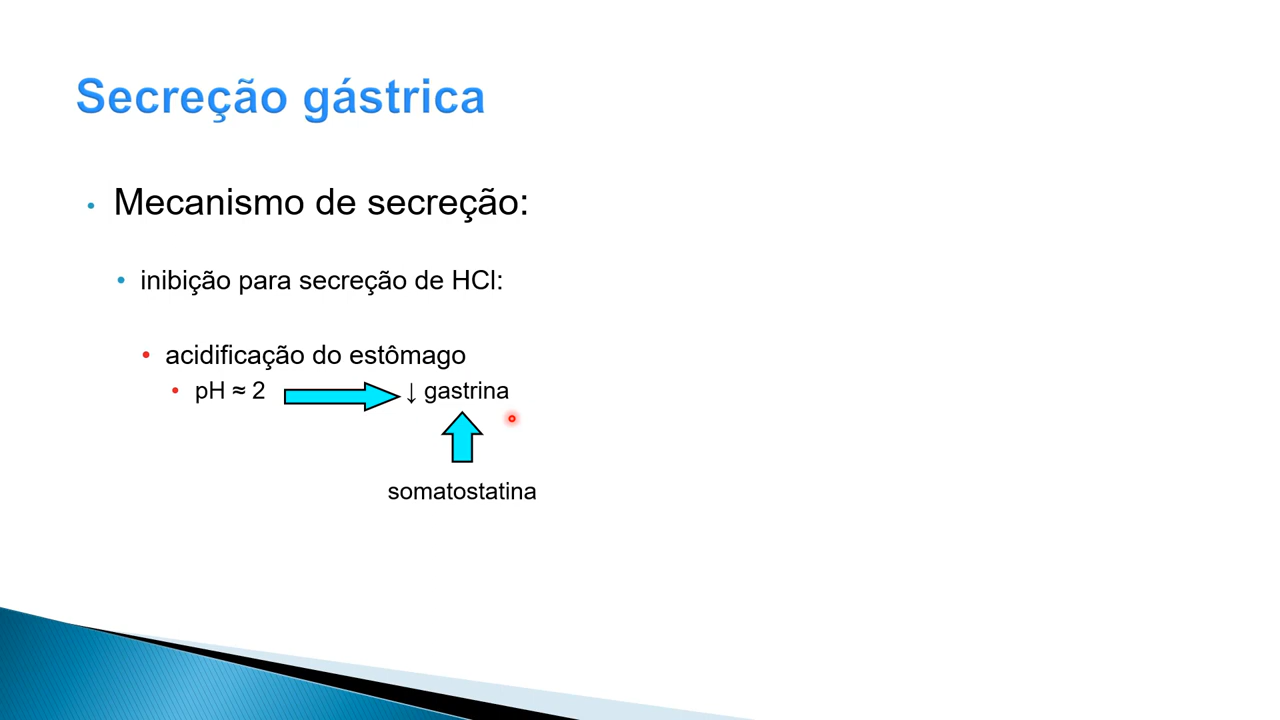 Secreção gástrica
• Mecanismo de secreção:
• inibição para secreção de HCl:
• acidificação do estômago
• pH ≈ 2 ↓ gastrina
somatostatina